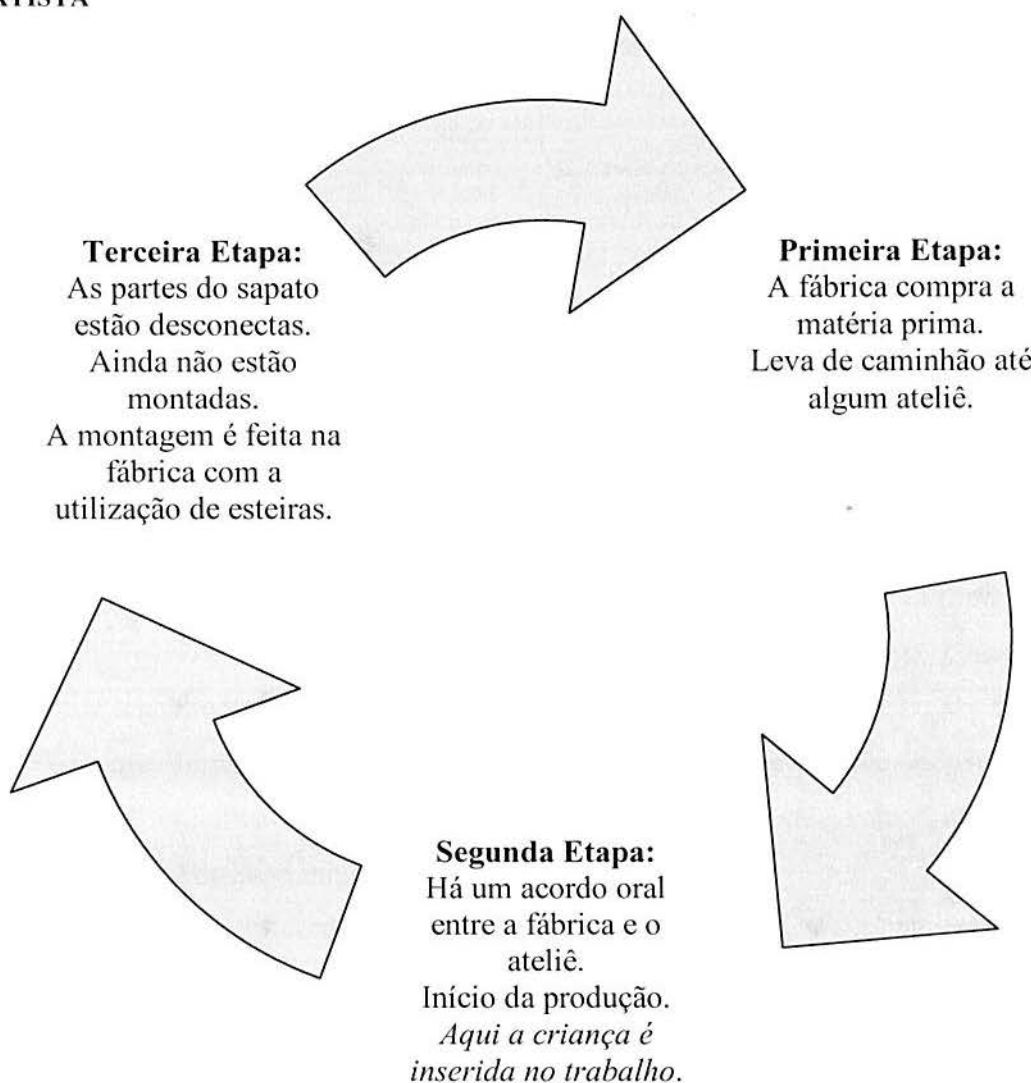 Terceira Etapa:
As partes do sapato
estão desconectas.
Ainda não estão
montadas.
A montagem é feita na
fábrica com a
utilização de esteiras.
Primeira Etapa:
A fábrica compra a
matéria prima.
Leva de caminhão até
algum ateliê.
Segunda Etapa:
Há um acordo oral
entre a fábrica e o
ateliê.
Início da produção.
Aqui a criança é
inserida no trabalho.